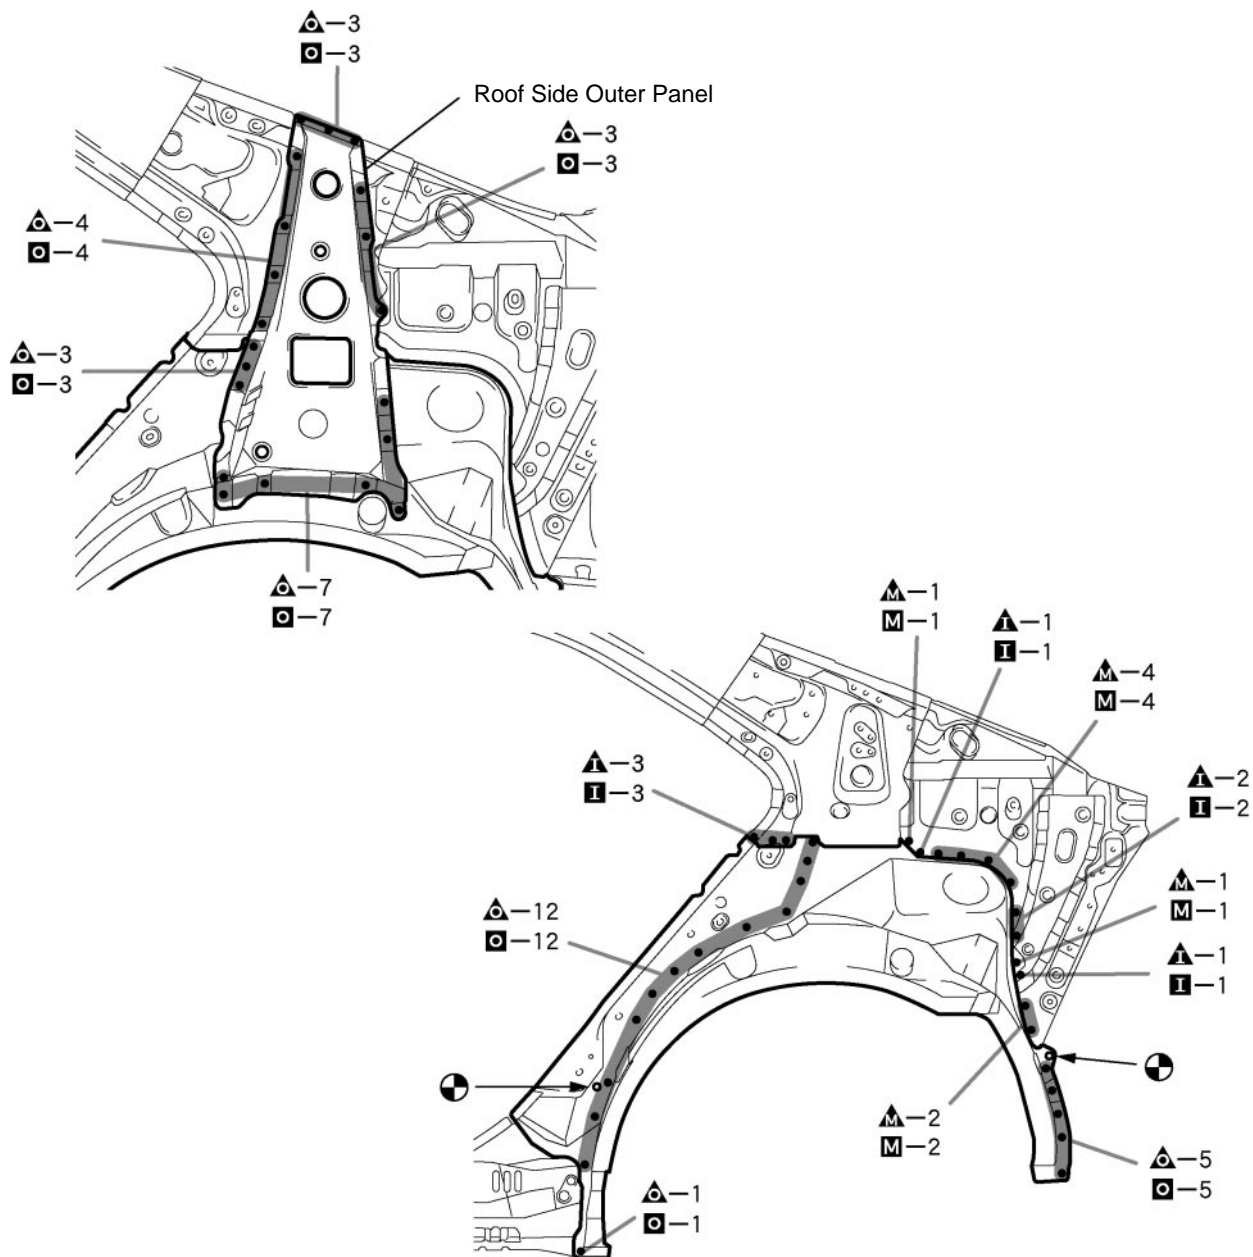 O—3
O—3
Roof Side Outer Panel
O—3
O—3
O—4
O—4
O—3
O—3
O—7
O—7
M—1
M—1
I—1
I—1
M—4
M—4
I—3
I—3
I—2
I—2
M—1
M—1
O—12
O—12
I—1
I—1
M—2
M—2
O—5
O—5
O—1
O—1